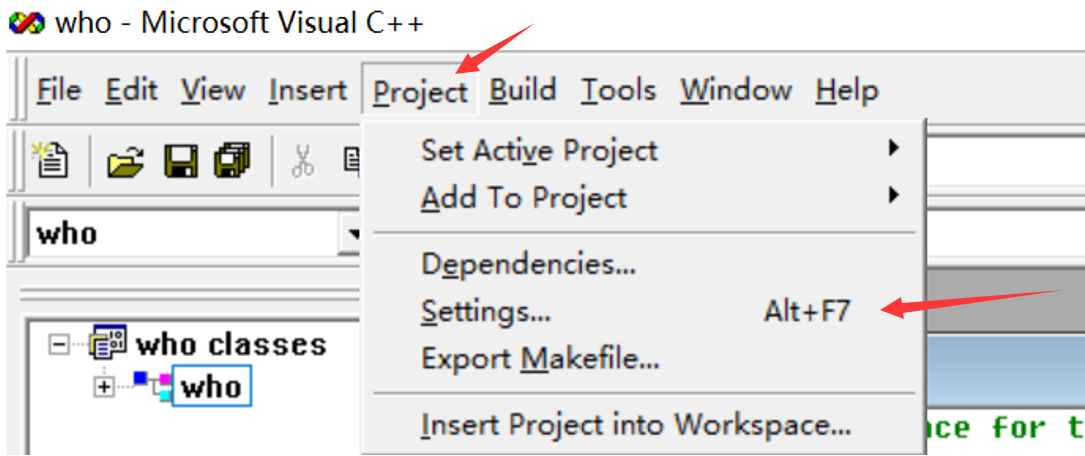 who - Microsoft Visual C++
File Edit View Insert Project Build Tools Window Help
Set Active Project
Add To Project
who
Dependencies...
Settings... Alt+F7
who classes
Export Makefile...
who
Insert Project into Workspace...
for t